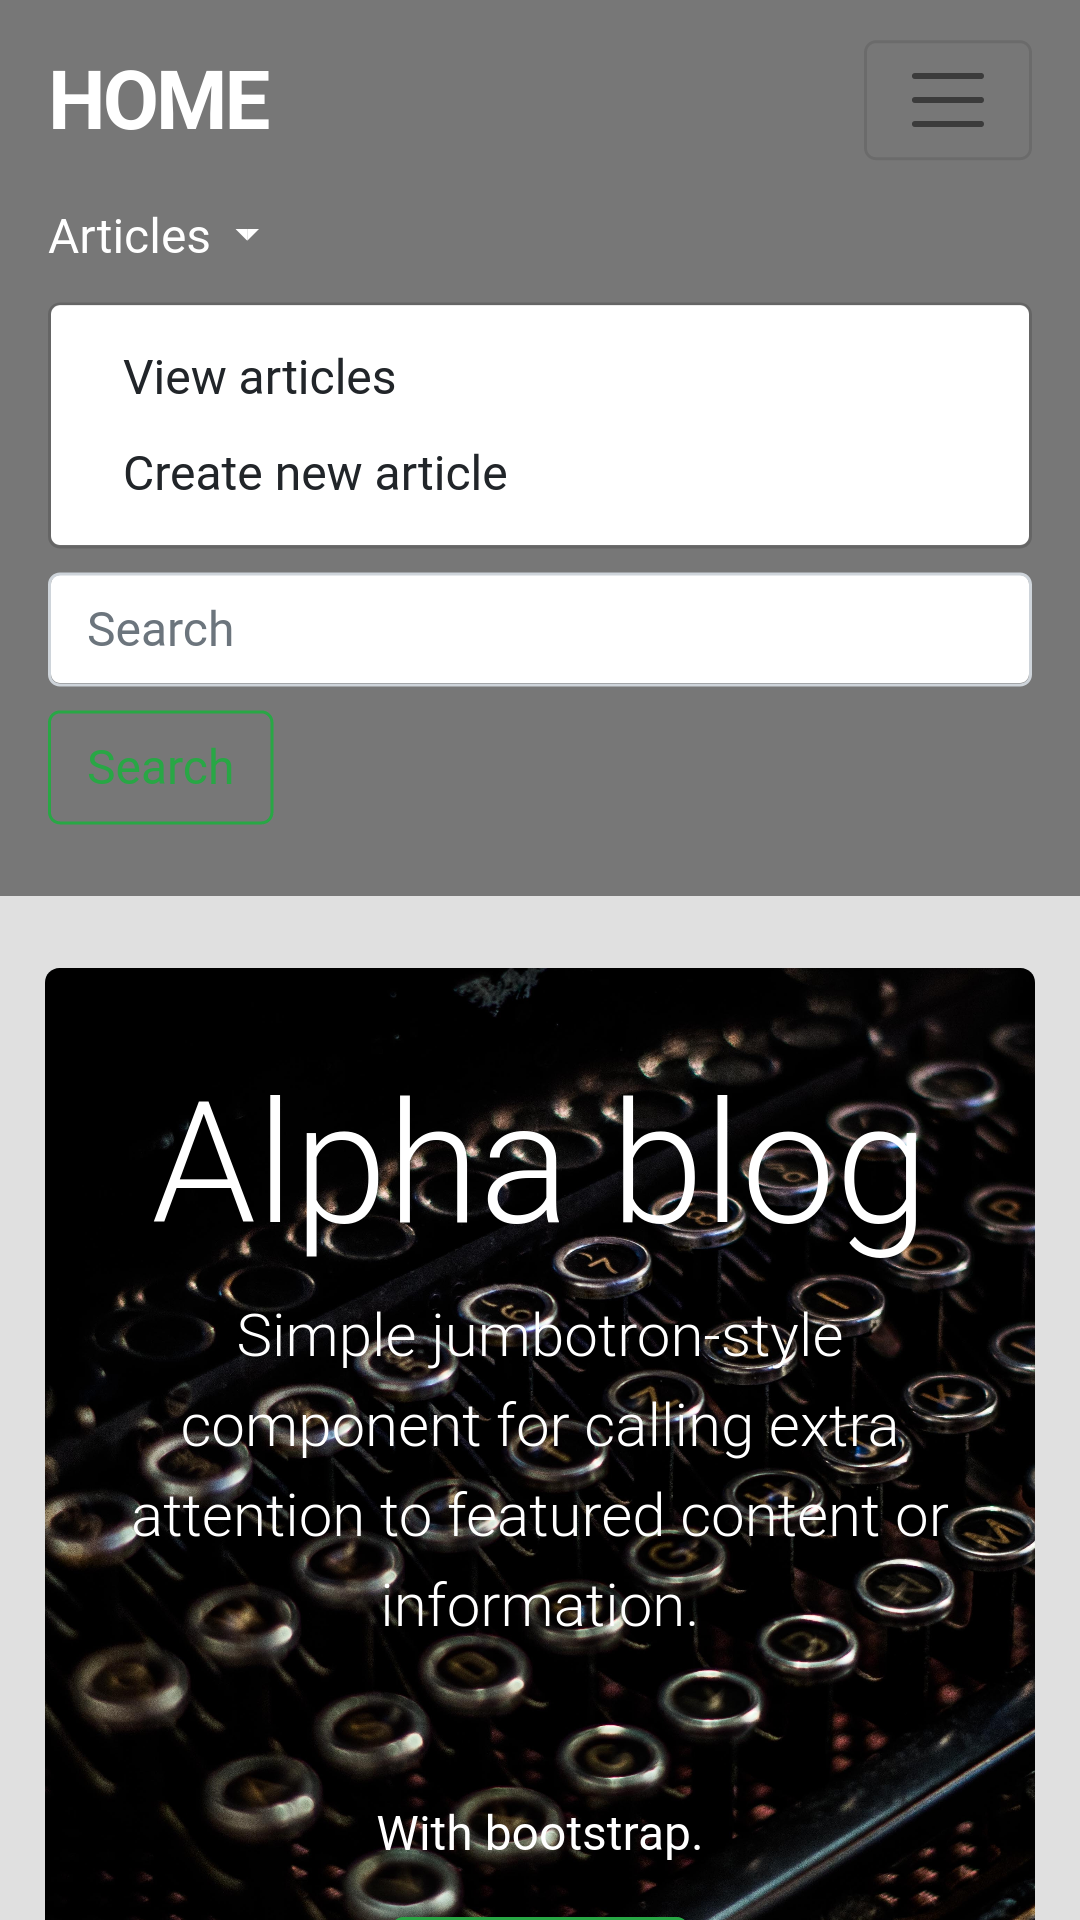 HOME
Articles
View articles
Create new article
Search
Search
Alpha blog
Simple jumbotron-style
component for calling extra
attention to featured content or
information.
With bootstrap.